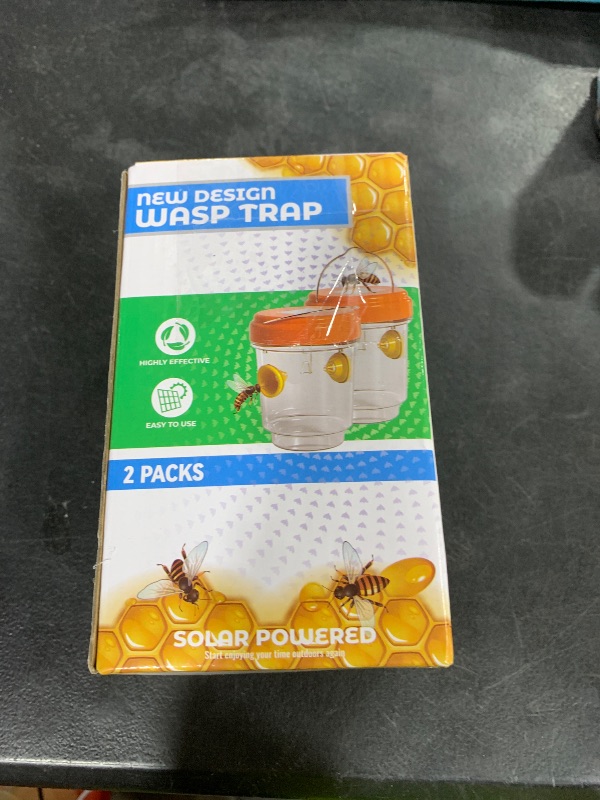 NEW DESIGN
WASP TRAP
HIGHLY EFFECTIVE
EASY TO USE
2 PACKS
SOLAR POWERED
Start enjoying your time outdoors again